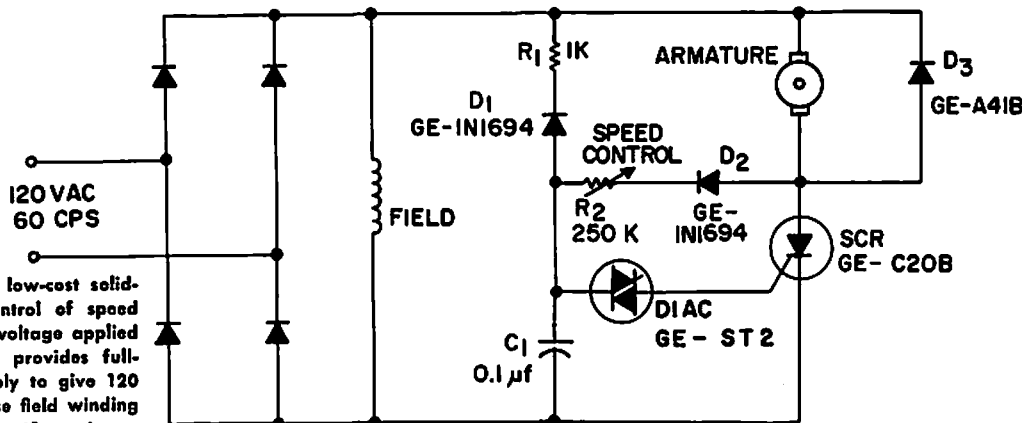 R1 1K
ARMATURE
D3
GE-A41B
D1
GE-1N1694
SPEED
CONTROL
D2
R2
250 K
GE-
1N1694
120 VAC
60 CPS
FIELD
SCR
GE-C20B
DIAC
GE-ST2
C1
0.1 µf
low-cost solid-
ntrol of speed
voltage applied
provides full-
ply to give 120
se field winding